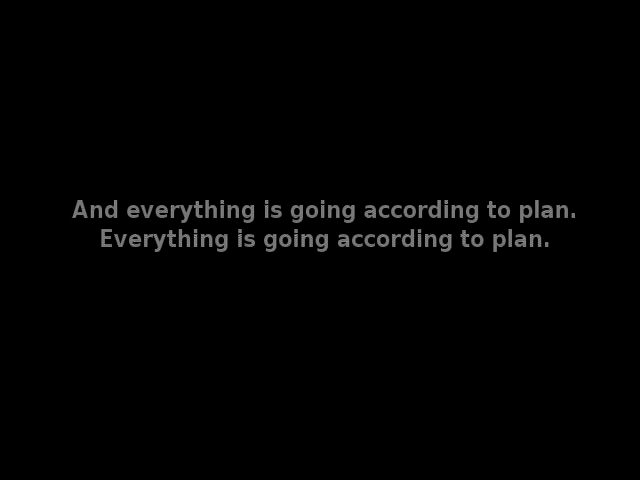 And everything is going according to plan.
Everything is going according to plan.